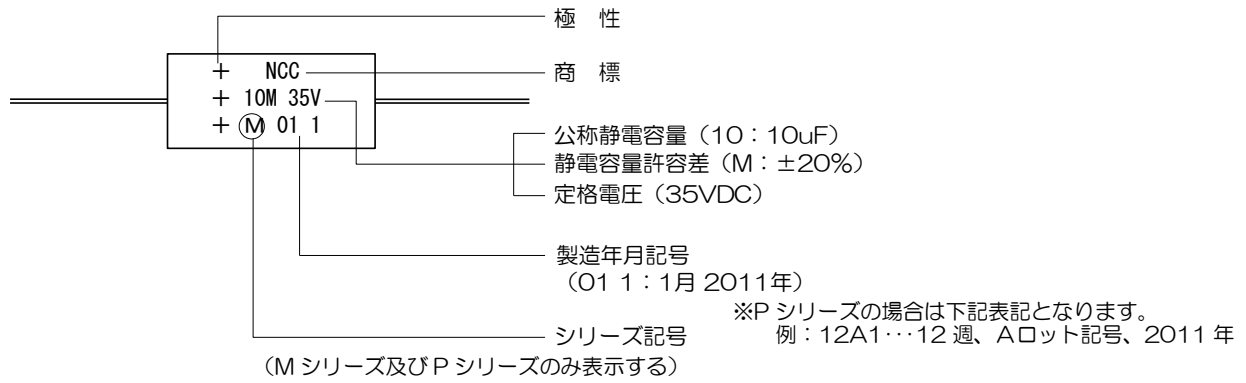 極 性
+ NCC
商 標
+ 10M 35V
+ Ⓜ 01 1
公称静電容量（10：10uF）
静電容量許容差（M：±20%）
定格電圧（35VDC）
製造年月記号
（01 1：1月 2011年）
※P シリーズの場合は下記表記となります。
例：12A1･･･12 週、Aロット記号、2011 年
シリーズ記号
（M シリーズ及び P シリーズのみ表示する）